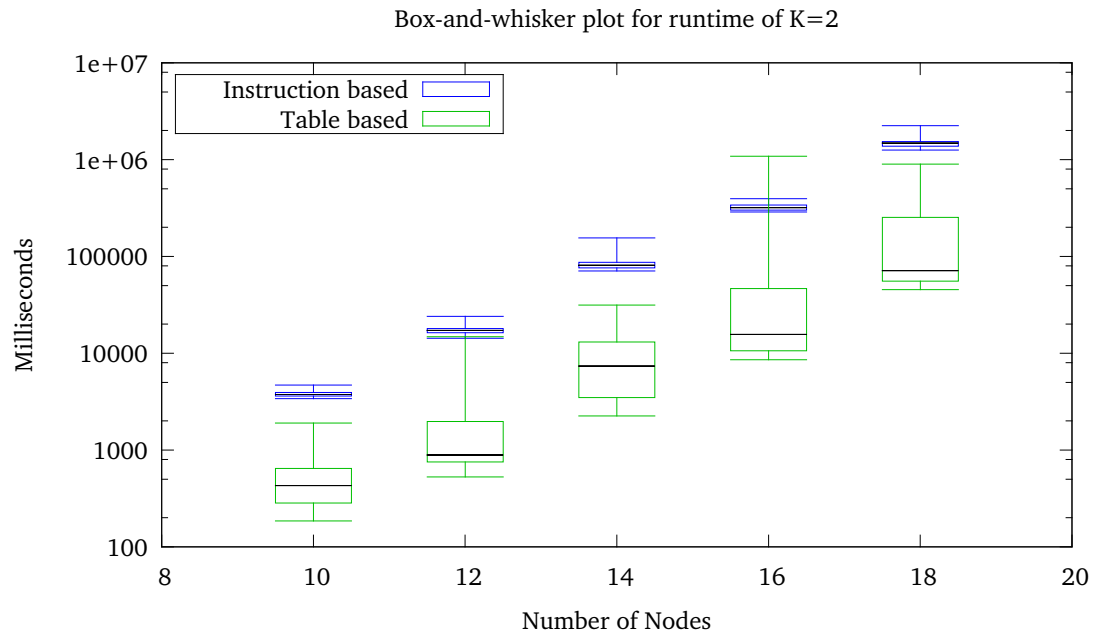 Box-and-whisker plot for runtime of K=2
1e+07
1e+06
100000
10000
1000
100
Milliseconds
Instruction based
Table based
8 10 12 14 16 18 20
Number of Nodes